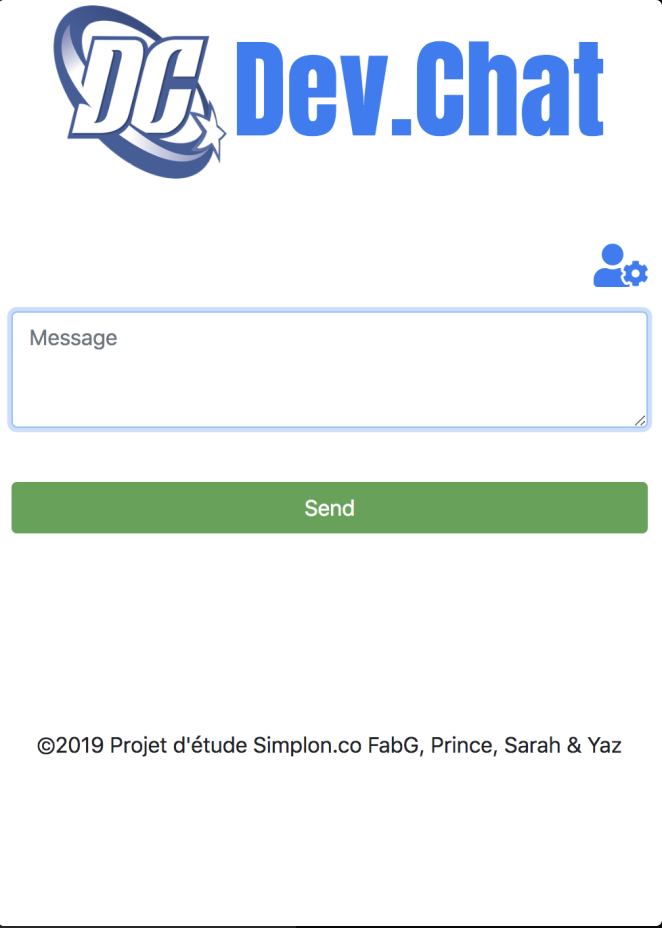 DC Dev.Chat
Message
Send
©2019 Projet d'étude Simplon.co FabG, Prince, Sarah & Yaz